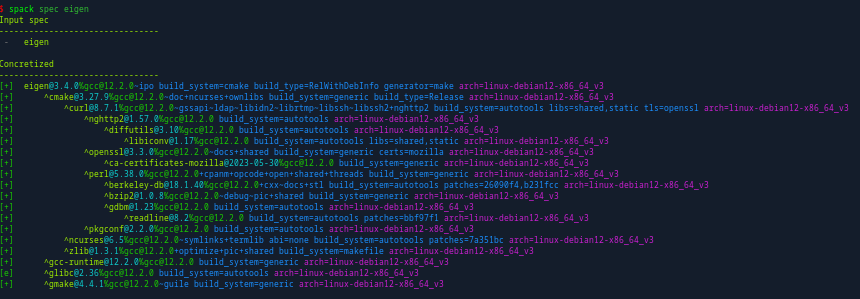 $ spack spec eigen
Input spec
--------------------------------
 -   eigen

Concretized
--------------------------------
[+]  eigen@3.4.0%gcc@12.2.0~ipo build_system=cmake build_type=RelWithDebInfo generator=make arch=linux-debian12-x86_64_v3
[+]      ^cmake@3.27.9%gcc@12.2.0~doc+ncurses+ownlibs build_system=generic build_type=Release arch=linux-debian12-x86_64_v3
[+]          ^curl@8.7.1%gcc@12.2.0~gssapi~ldap~libidn2~librtmp~libssh~libssh2+nghttp2 build_system=autotools libs=shared,static tls=openssl arch=linux-debian12-x86_64_v3
[+]              ^nghttp2@1.57.0%gcc@12.2.0 build_system=autotools arch=linux-debian12-x86_64_v3
[+]                  ^diffutils@3.10%gcc@12.2.0 build_system=autotools arch=linux-debian12-x86_64_v3
[+]                      ^libiconv@1.17%gcc@12.2.0 build_system=autotools libs=shared,static arch=linux-debian12-x86_64_v3
[+]              ^openssl@3.3.0%gcc@12.2.0~docs+shared build_system=generic certs=mozilla arch=linux-debian12-x86_64_v3
[+]                  ^ca-certificates-mozilla@2023-05-30%gcc@12.2.0 build_system=generic arch=linux-debian12-x86_64_v3
[+]              ^perl@5.38.0%gcc@12.2.0+cpanm+opcode+open+shared+threads build_system=generic arch=linux-debian12-x86_64_v3
[+]                  ^berkeley-db@18.1.40%gcc@12.2.0+cxx~docs+stl build_system=autotools patches=26090f4,b231fcc arch=linux-debian12-x86_64_v3
[+]                  ^bzip2@1.0.8%gcc@12.2.0~debug~pic+shared build_system=generic arch=linux-debian12-x86_64_v3
[+]                  ^gdbm@1.23%gcc@12.2.0 build_system=autotools arch=linux-debian12-x86_64_v3
[+]                      ^readline@8.2%gcc@12.2.0 build_system=autotools patches=bbf97f1 arch=linux-debian12-x86_64_v3
[+]              ^pkgconf@2.2.0%gcc@12.2.0 build_system=autotools arch=linux-debian12-x86_64_v3
[+]          ^ncurses@6.5%gcc@12.2.0~symlinks+termlib abi=none build_system=autotools patches=7a351bc arch=linux-debian12-x86_64_v3
[+]          ^zlib@1.3.1%gcc@12.2.0+optimize+pic+shared build_system=makefile arch=linux-debian12-x86_64_v3
[+]      ^gcc-runtime@12.2.0%gcc@12.2.0 build_system=generic arch=linux-debian12-x86_64_v3
[e]      ^glibc@2.36%gcc@12.2.0 build_system=autotools arch=linux-debian12-x86_64_v3
[+]      ^gmake@4.4.1%gcc@12.2.0~guile build_system=generic arch=linux-debian12-x86_64_v3